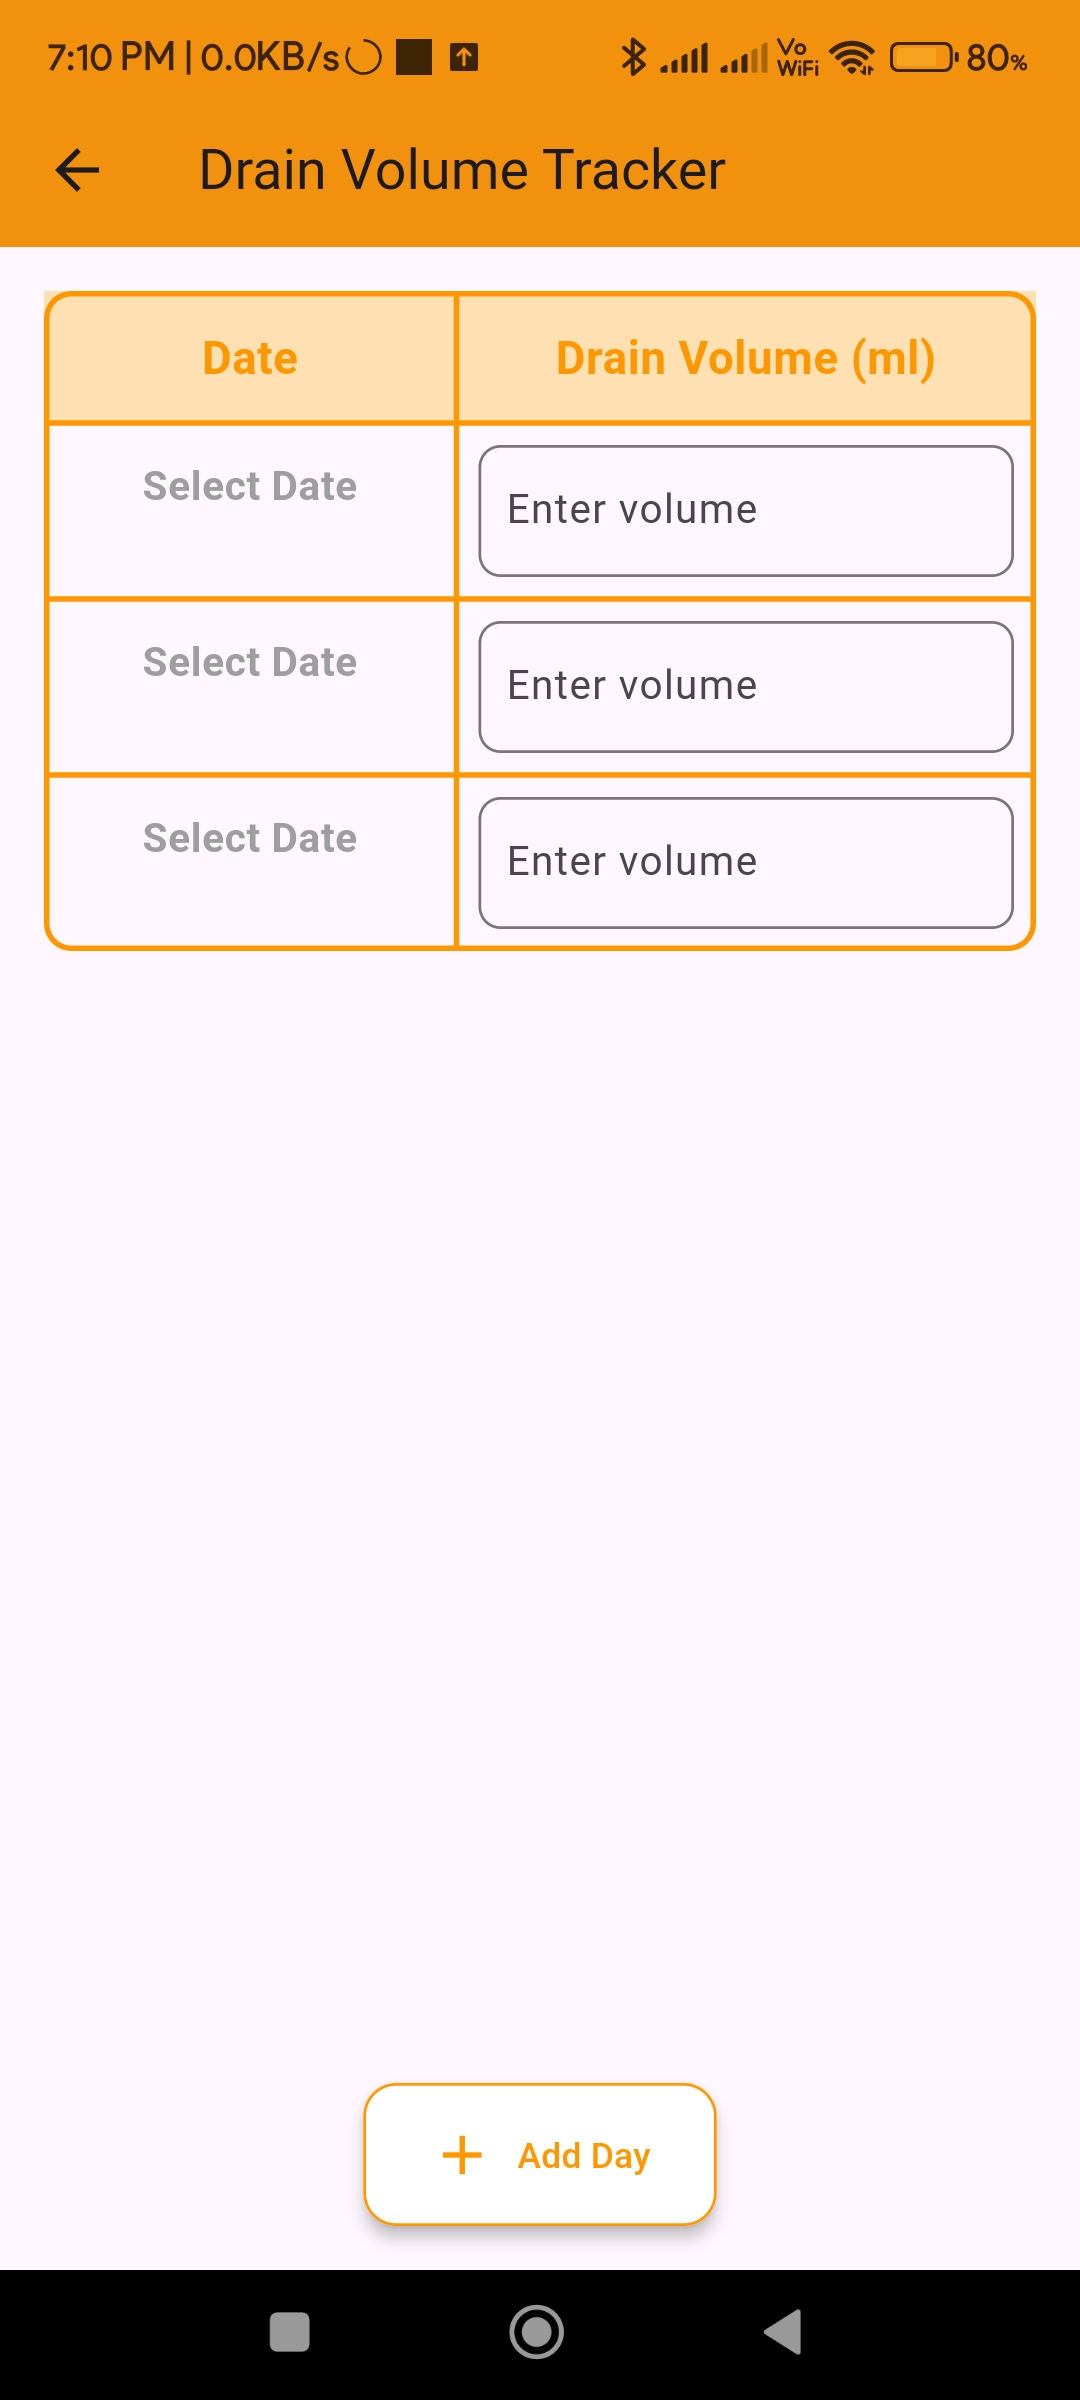 7:10 PM | 0.0KB/s Vo WiFi 80%
Drain Volume Tracker
Date Drain Volume (ml)
Select Date Enter volume
Select Date Enter volume
Select Date Enter volume
Add Day